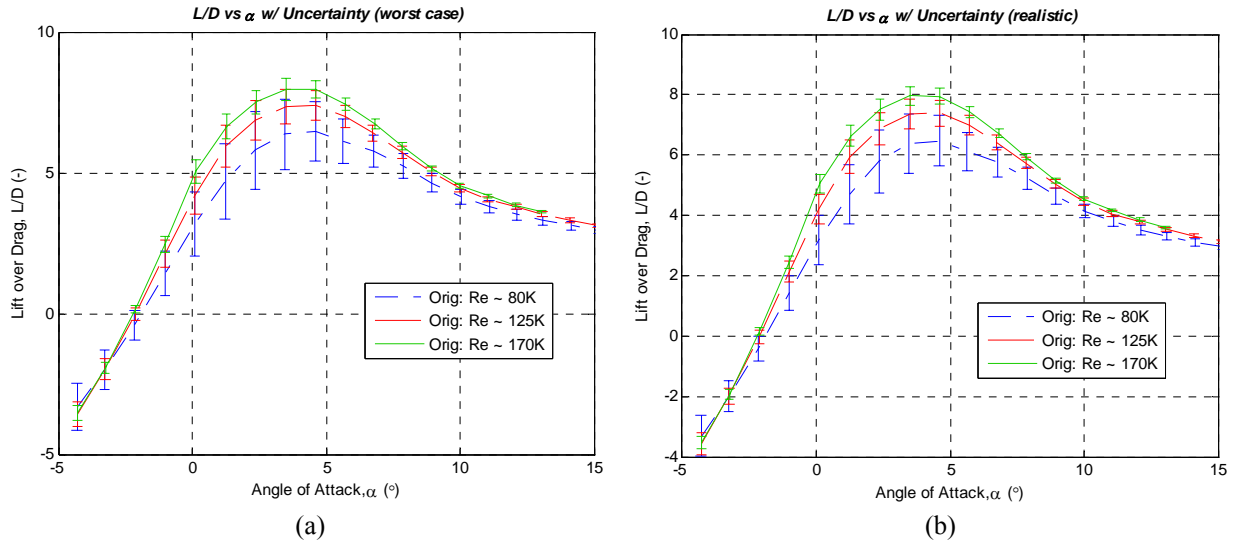 L/D vs α w/ Uncertainty (worst case)
10
5
0
-5
Lift over Drag, L/D (-)
-5
0
5
10
15
Angle of Attack,α (°)
Orig: Re ~ 80K
Orig: Re ~ 125K
Orig: Re ~ 170K
(a)
L/D vs α w/ Uncertainty (realistic)
10
8
6
4
2
0
-2
-4
Lift over Drag, L/D (-)
-5
0
5
10
15
Angle of Attack,α (°)
Orig: Re ~ 80K
Orig: Re ~ 125K
Orig: Re ~ 170K
(b)